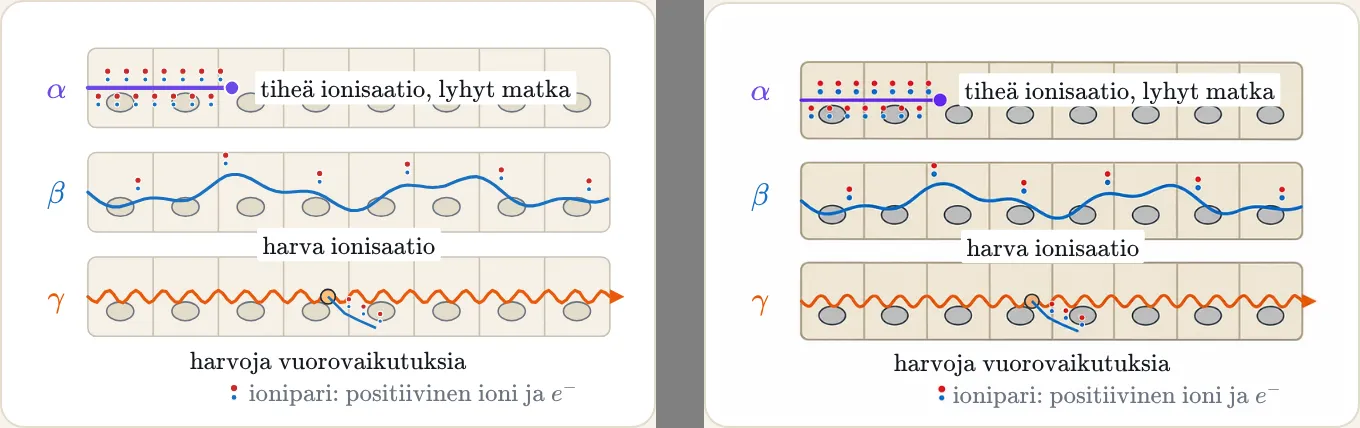 α tiheä ionisaatio, lyhyt matka
β
harva ionisaatio
γ
harvoja vuorovaikutuksia
ionipari: positiivinen ioni ja e⁻
α tiheä ionisaatio, lyhyt matka
β
harva ionisaatio
γ
harvoja vuorovaikutuksia
ionipari: positiivinen ioni ja e⁻